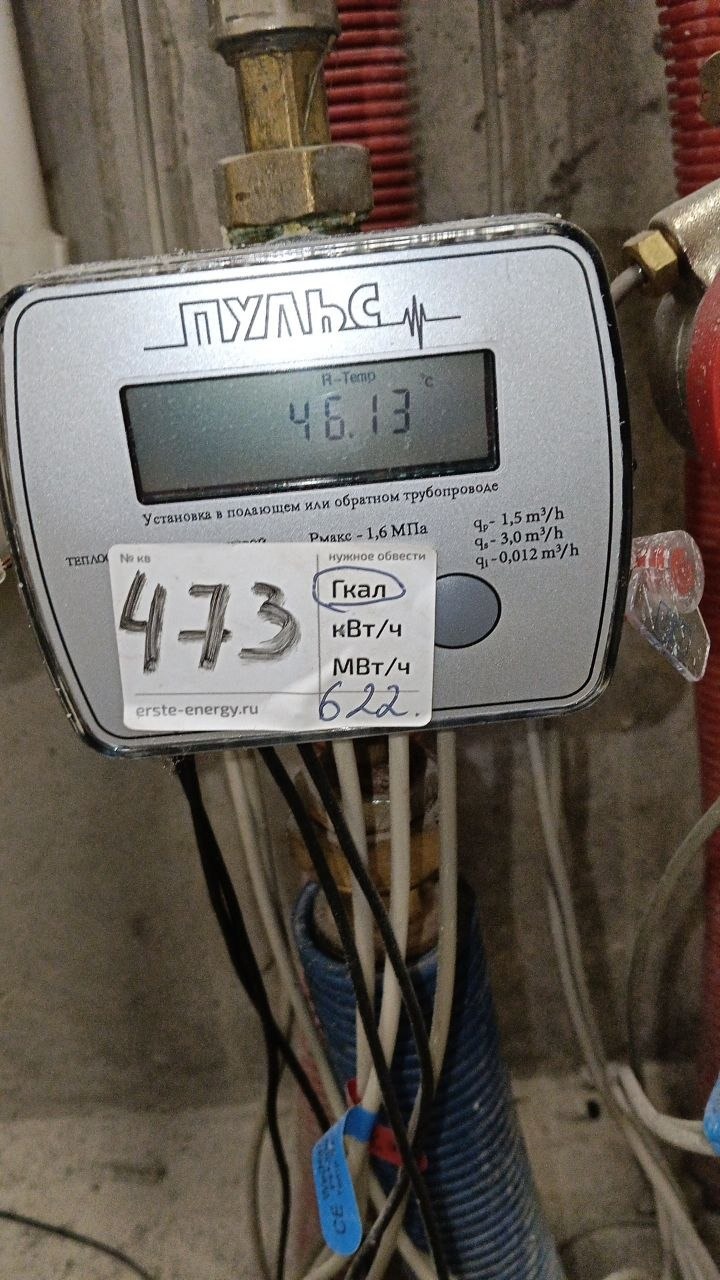 ПУЛЬС
R-Temp °C
46.13
Установка в подающем или обратном трубопроводе
Pмакс - 1,6 МПа
qp- 1,5 m³/h
qs- 3,0 m³/h
qi-0,012 m³/h
№ кв
473
нужное обвести
Гкал
кВт/ч
МВт/ч
622.
erste-energy.ru
CE